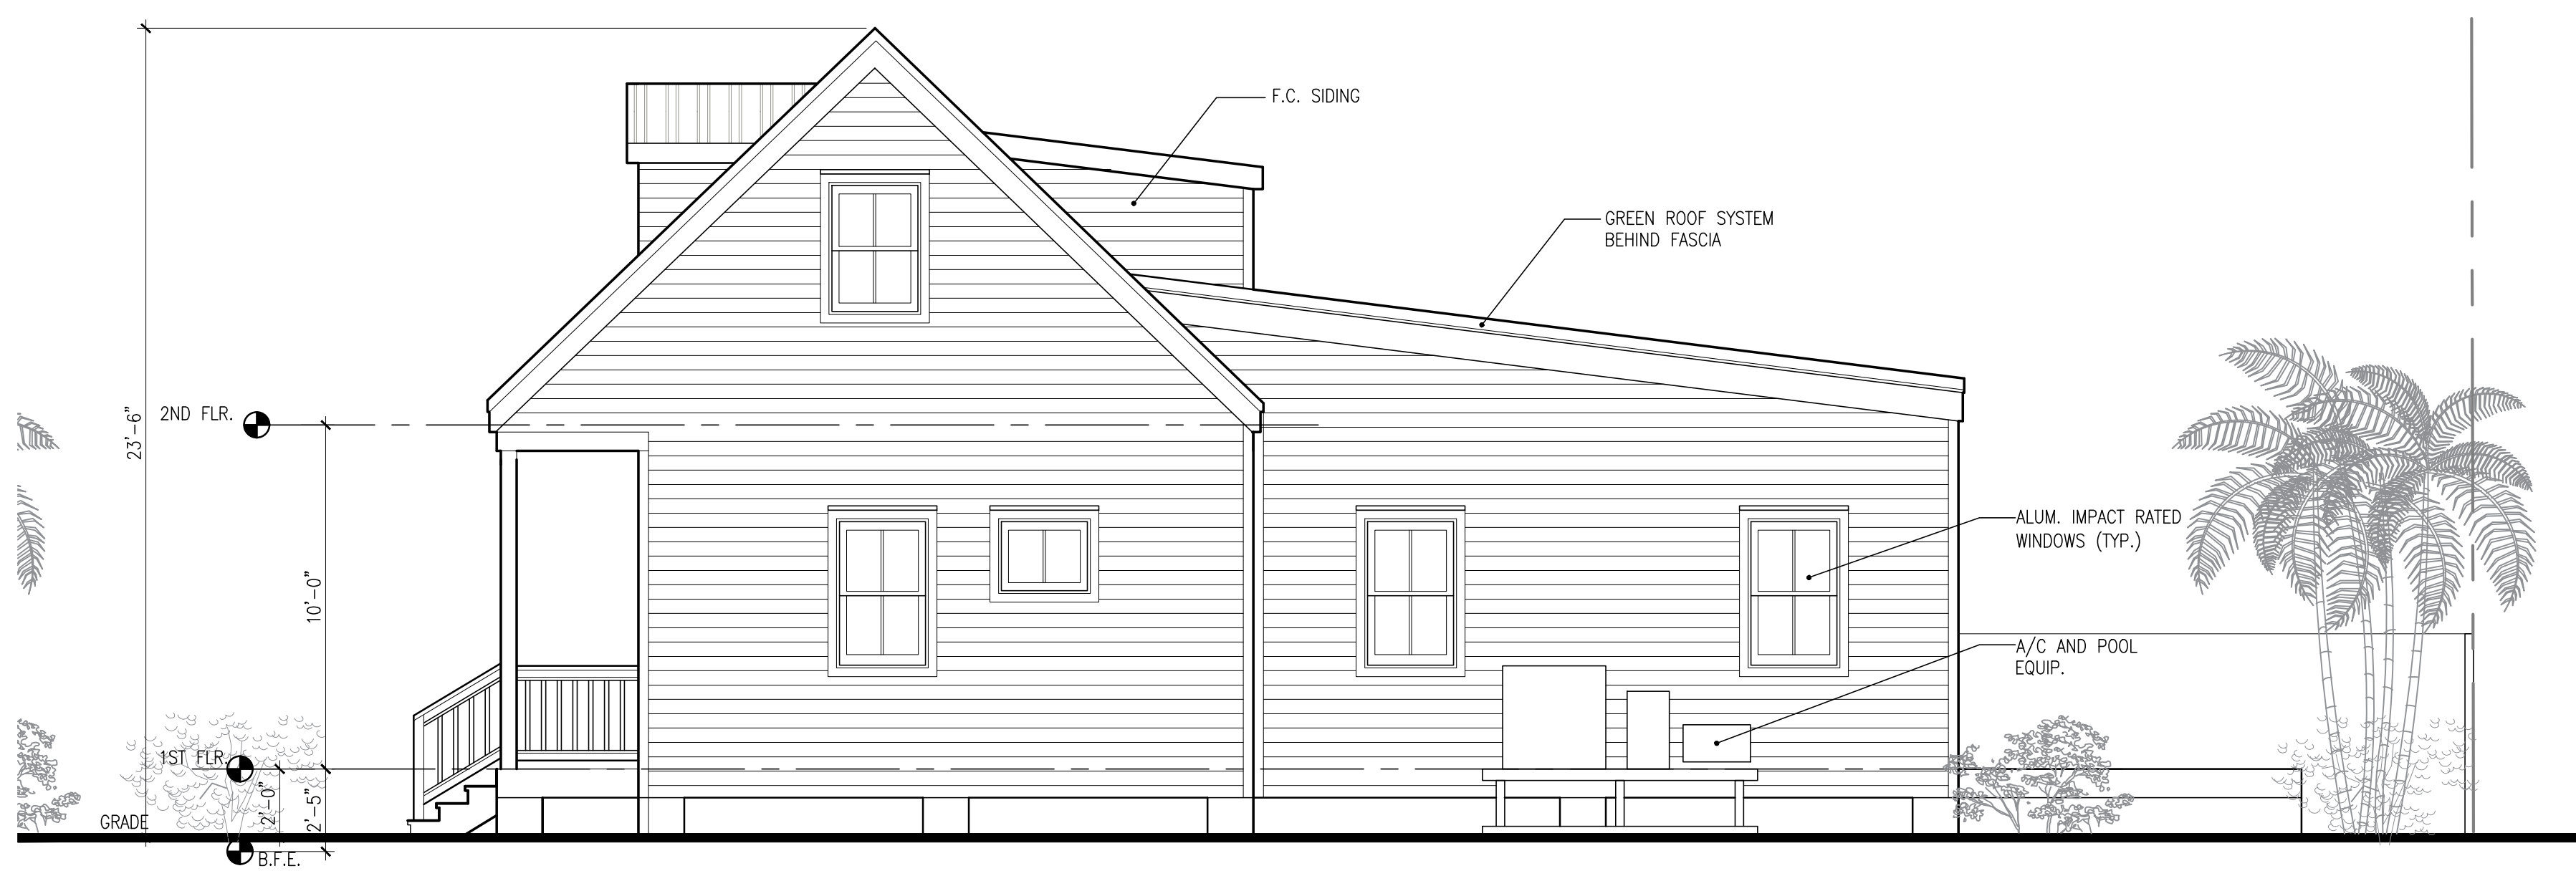 F.C. SIDING
GREEN ROOF SYSTEM
BEHIND FASCIA
23'-6"
2ND FLR.
ALUM. IMPACT RATED
WINDOWS (TYP.)
10'-0"
A/C AND POOL
EQUIP.
1ST FLR.
2'-0"
2'-5"
GRADE
B.F.E.